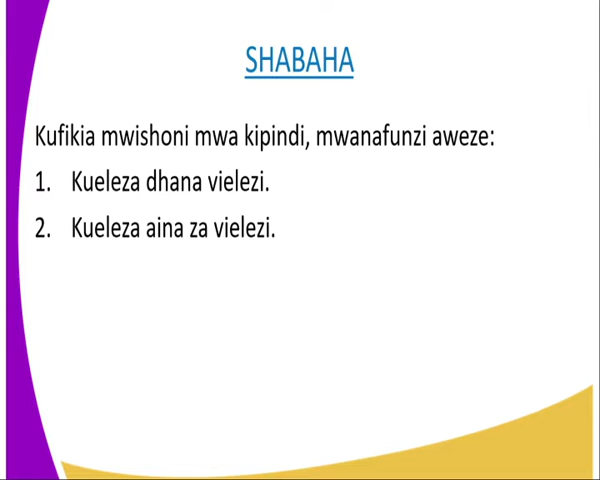 SHABAHA
Kufikia mwishoni mwa kipindi, mwanafunzi aweze:
1. Kueleza dhana vielezi.
2. Kueleza aina za vielezi.